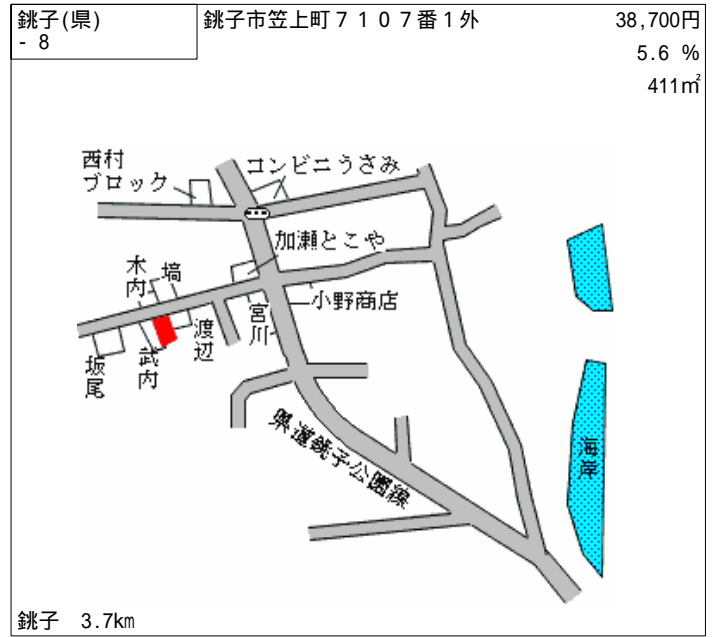 銚子(県)
- 8
銚子市笠上町７１０７番１外
38,700円
5.6 %
411㎡
西村
ブロック
コンビニうさみ
加瀬とこや
木内
塙
小野商店
宮川
渡辺
武内
坂尾
県道銚子公園線
海岸
銚子 3.7km